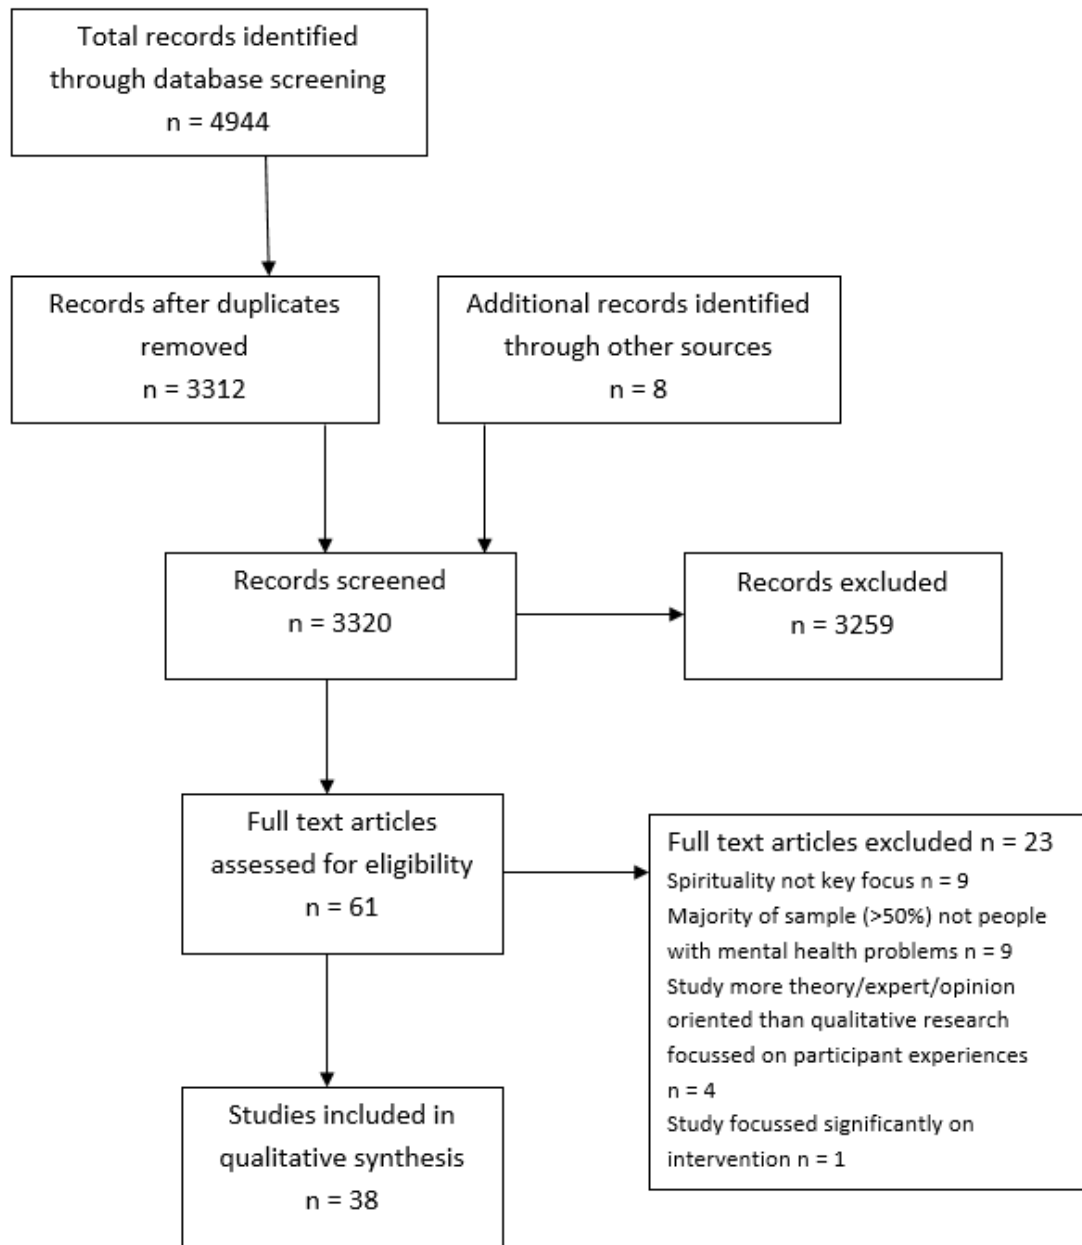 Total records identified
through database screening
n = 4944
Records after duplicates
removed
n = 3312
Additional records identified
through other sources
n = 8
Records screened
n = 3320
Records excluded
n = 3259
Full text articles
assessed for eligibility
n = 61
Full text articles excluded n = 23
Spirituality not key focus n = 9
Majority of sample (>50%) not people
with mental health problems n = 9
Study more theory/expert/opinion
oriented than qualitative research
focussed on participant experiences
n = 4
Study focussed significantly on
intervention n = 1
Studies included in
qualitative synthesis
n = 38